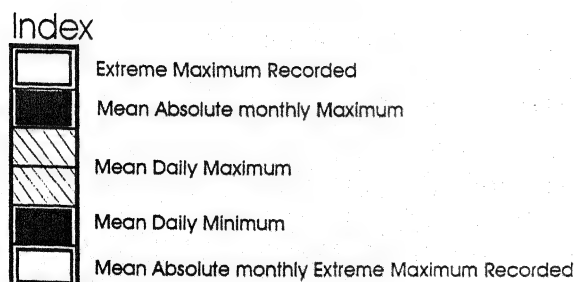 Index
Extreme Maximum Recorded
Mean Absolute monthly Maximum
Mean Daily Maximum
Mean Daily Minimum
Mean Absolute monthly Extreme Maximum Recorded